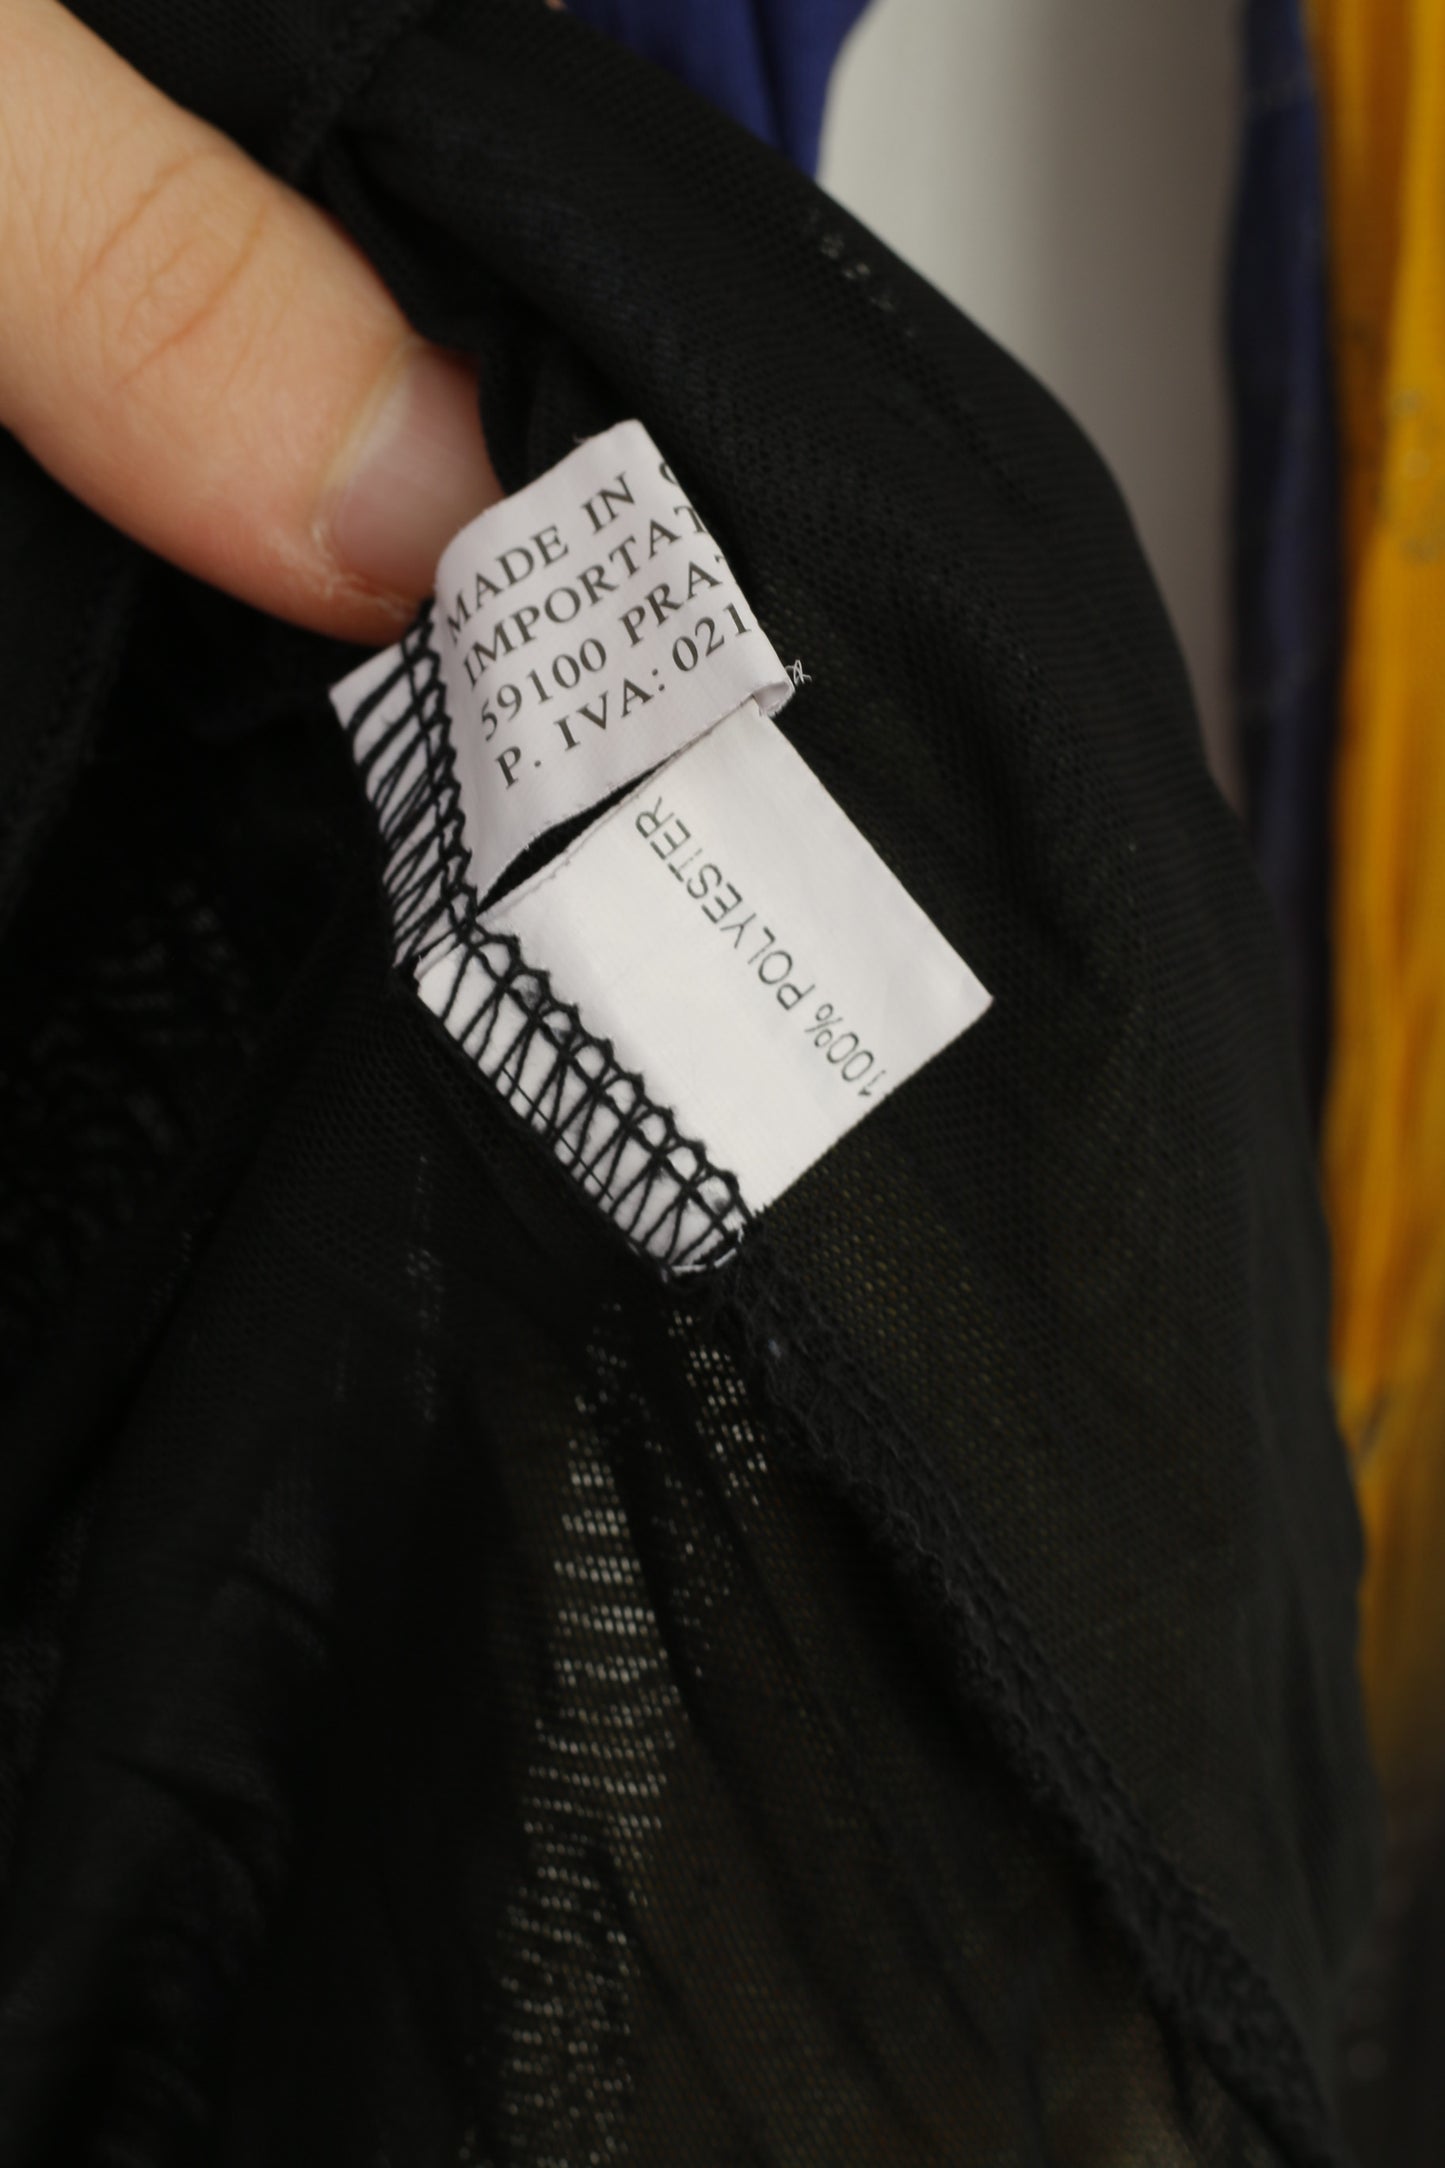 MADE IN
IMPORTAT
59100 PRAT
P. IVA: 021
100% POLYESTER